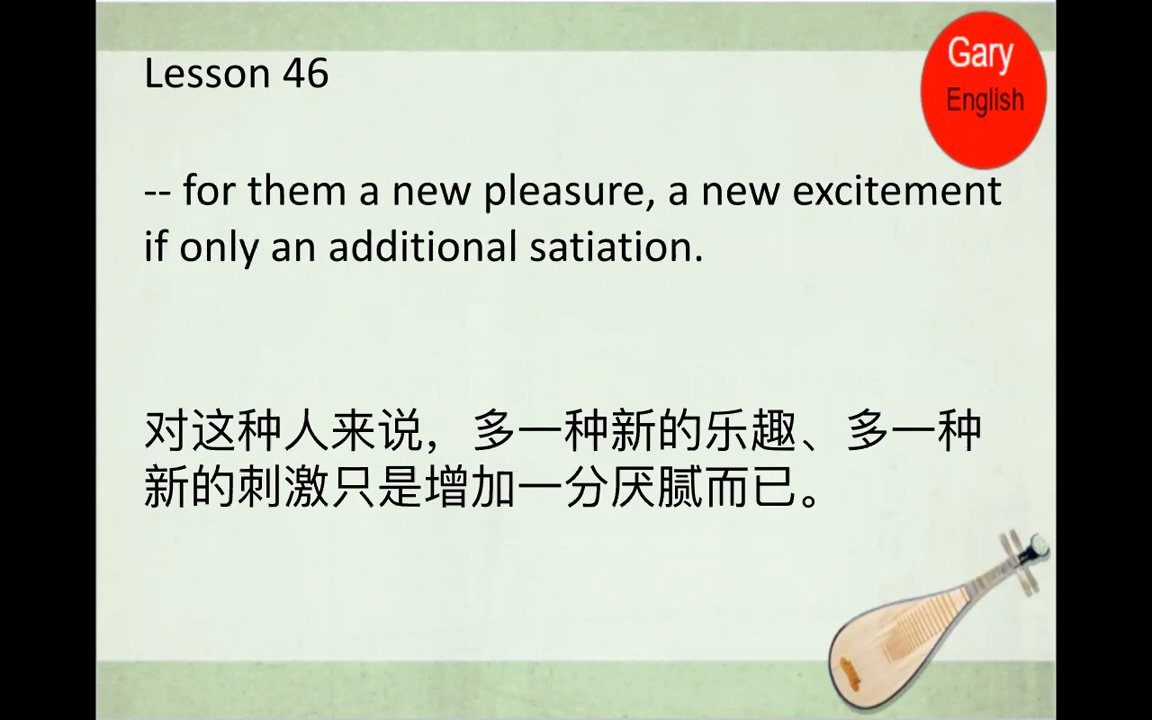 Lesson 46
Gary
English
-- for them a new pleasure, a new excitement
if only an additional satiation.
对这种人来说，多一种新的乐趣、多一种
新的刺激只是增加一分厌腻而已。